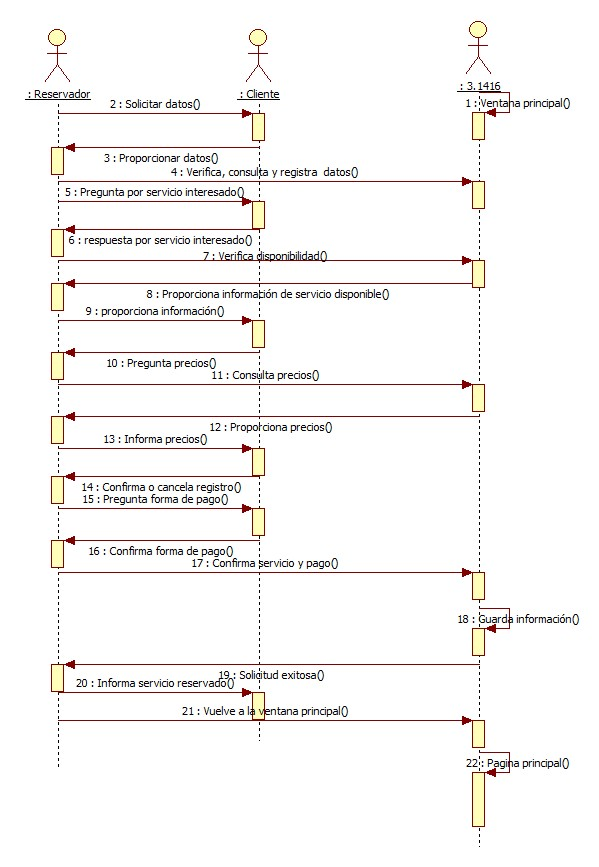 : Reservador
: Cliente
: 3.1416
1 : Ventana principal()
2 : Solicitar datos()
3 : Proporcionar datos()
4 : Verifica, consulta y registra  datos()
5 : Pregunta por servicio interesado()
6 : respuesta por servicio interesado()
7 : Verifica disponibilidad()
8 : Proporciona información de servicio disponible()
9 : proporciona información()
10 : Pregunta precios()
11 : Consulta precios()
12 : Proporciona precios()
13 : Informa precios()
14 : Confirma o cancela registro()
15 : Pregunta forma de pago()
16 : Confirma forma de pago()
17 : Confirma servicio y pago()
18 : Guarda información()
19 : Solicitud exitosa()
20 : Informa servicio reservado()
21 : Vuelve a la ventana principal()
22 : Pagina principal()